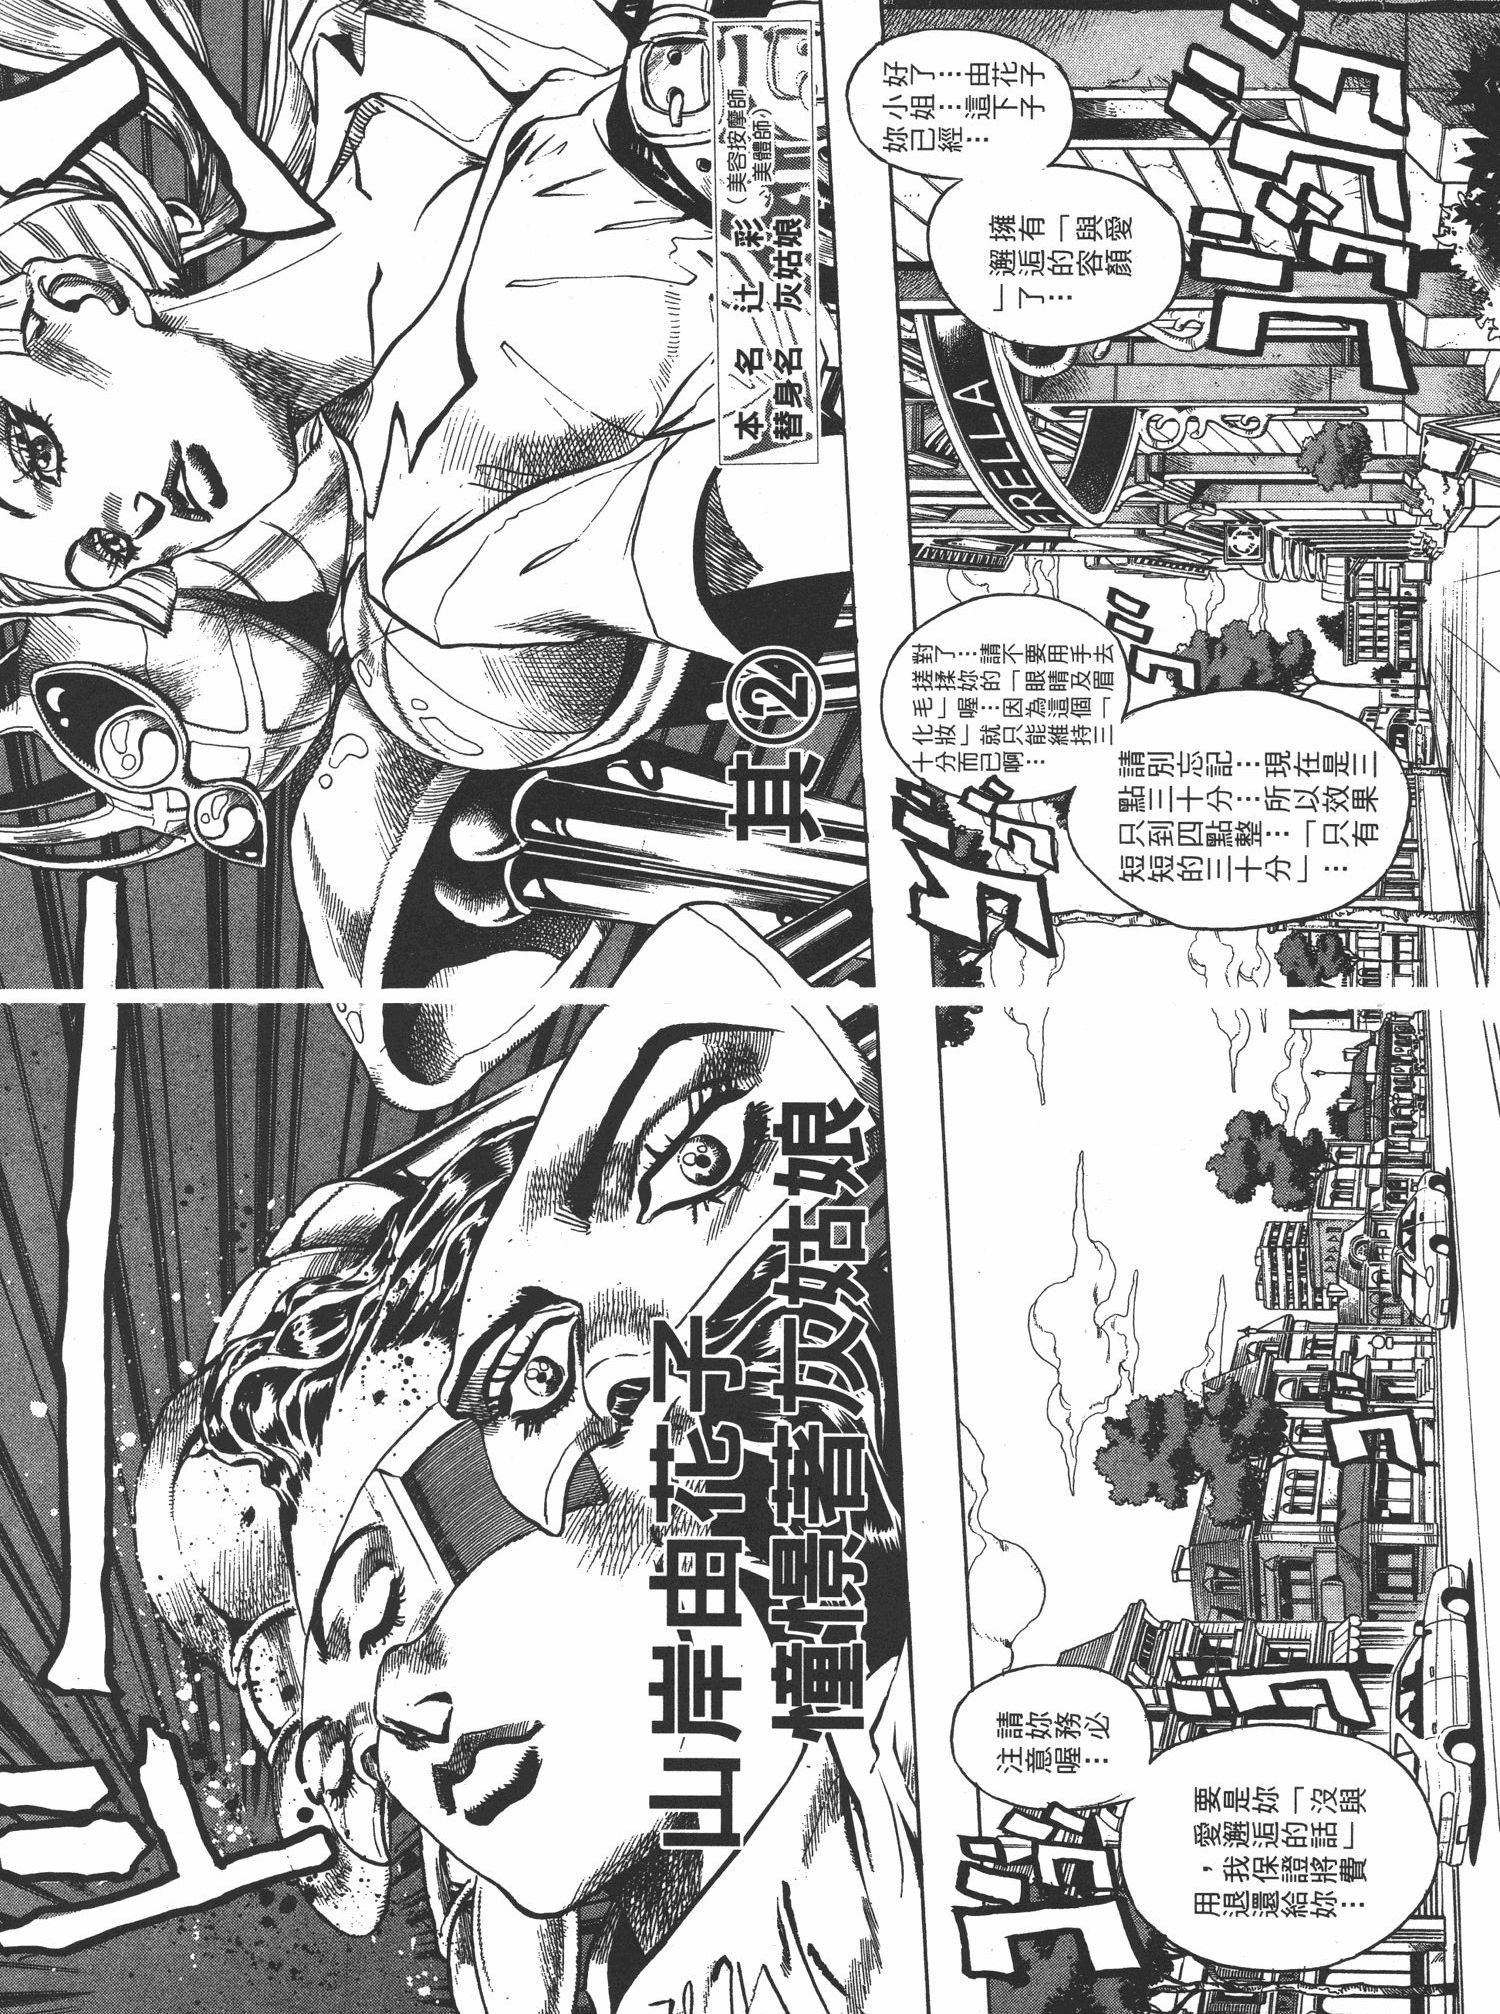 好了…由花子
小姐…這下子
妳已經…
擁有「與愛
邂逅的容顏
」了…
RELLA
對了…請不要用手去
搓揉妳的「眼睛及眉
毛」喔…因為這個「
化妝」就只能維持三
十分而已啊…
請別忘記…現在是三
點三十分…所以效果
只到四點整…「只有
短短的三十分」…
請妳務必
注意喔…
要是妳「沒與
愛邂逅的話」
，我保證將費
用退還給妳…
山岸由花子
憧憬著灰姑娘
其②
本名 辻彩（美容按摩師 美體師）
替身名 灰姑娘